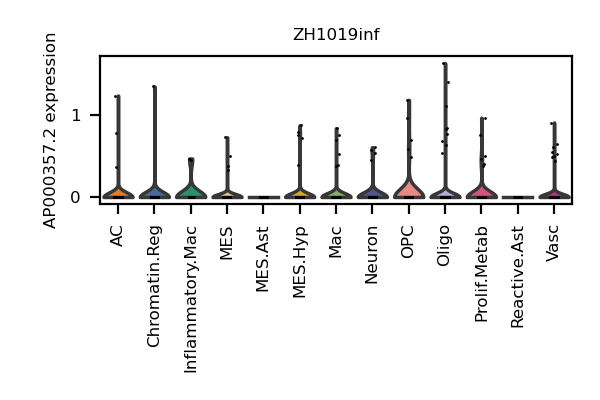 ZH1019inf
AP000357.2 expression
1
0
AC
Chromatin.Reg
Inflammatory.Mac
MES
MES.Ast
MES.Hyp
Mac
Neuron
OPC
Oligo
Prolif.Metab
Reactive.Ast
Vasc